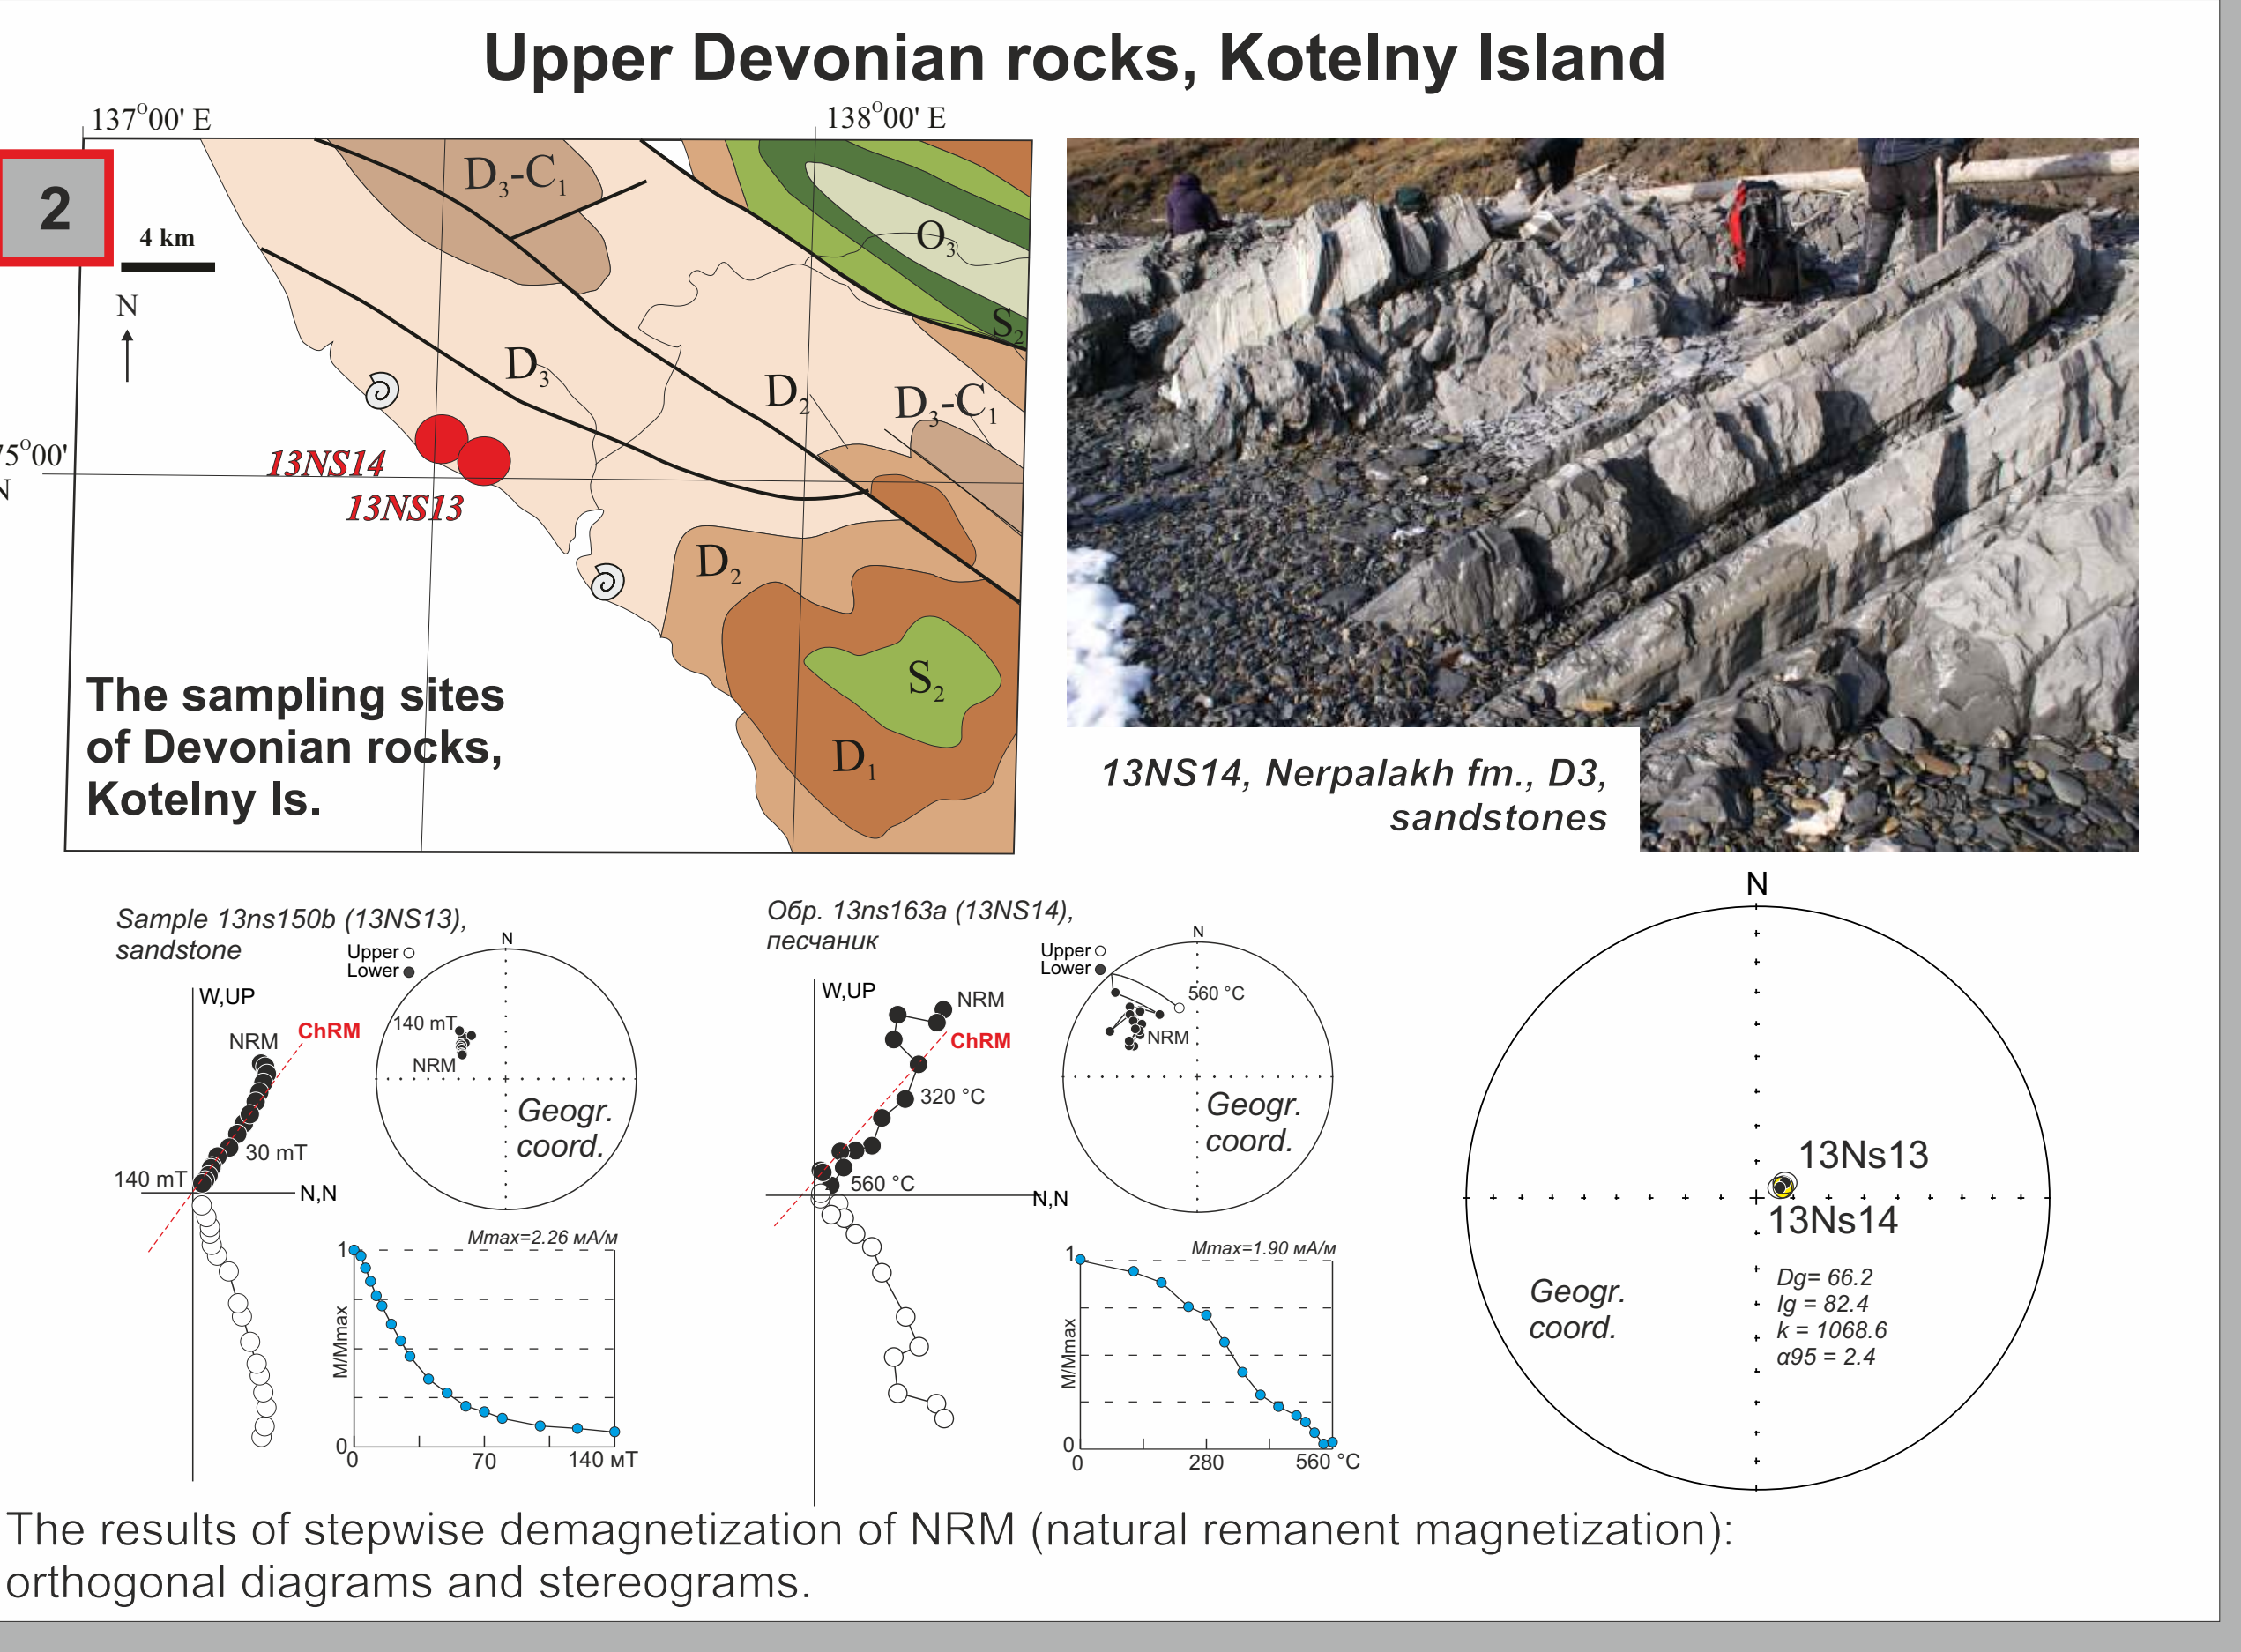 Upper Devonian rocks, Kotelny Island
137°00' E
138°00' E
2
4 km
N
D3-C1
O3
S2
D3
D2
D3-C1
13NS14
13NS13
5°00'
N
D2
S2
D1
The sampling sites
of Devonian rocks,
Kotelny Is.
13NS14, Nerpalakh fm., D3,
sandstones
Sample 13ns150b (13NS13),
sandstone
W,UP
NRM
ChRM
30 mT
140 mT
N,N
Upper
Lower
N
140 mT
NRM
Geogr.
coord.
Mmax=2.26 мА/м
M/Mmax
1
0
0
70
140 мТ
Обр. 13ns163a (13NS14),
песчаник
W,UP
NRM
ChRM
320 °C
560 °C
N,N
Upper
Lower
N
560 °C
NRM
Geogr.
coord.
Mmax=1.90 мА/м
M/Mmax
1
0
0
280
560 °C
N
13Ns13
13Ns14
Geogr.
coord.
Dg= 66.2
Ig = 82.4
k = 1068.6
α95 = 2.4
The results of stepwise demagnetization of NRM (natural remanent magnetization):
orthogonal diagrams and stereograms.